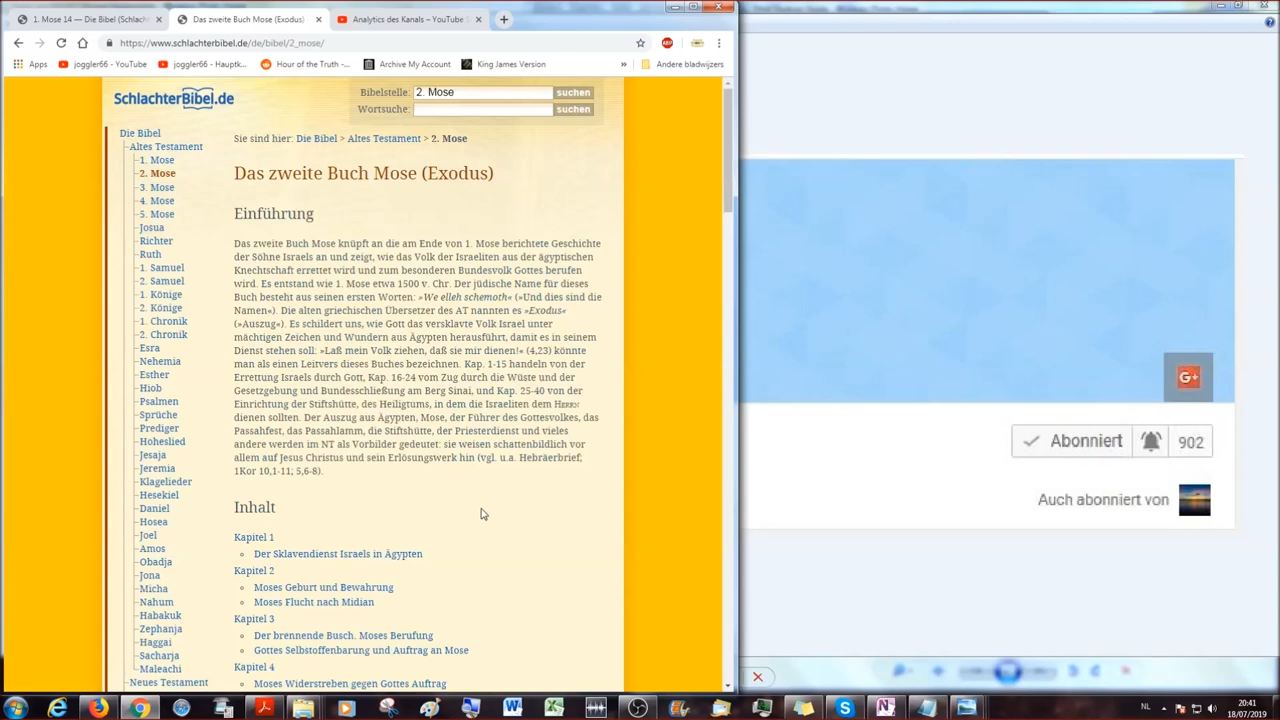 1. Mose 14 — Die Bibel (Schlach
Das zweite Buch Mose (Exodus)
Analytics des Kanals – YouTube S
https://www.schlachterbibel.de/de/bibel/2_mose/
Apps
joggler66 - YouTube
joggler66 - Hauptk...
Hour of the Truth -...
Archive My Account
King James Version
»
Andere bladwijzers
SchlachterBibel.de
Bibelstelle: 2. Mose suchen
Wortsuche: suchen
Die Bibel
Altes Testament
1. Mose
2. Mose
3. Mose
4. Mose
5. Mose
Josua
Richter
Ruth
1. Samuel
2. Samuel
1. Könige
2. Könige
1. Chronik
2. Chronik
Esra
Nehemia
Esther
Hiob
Psalmen
Sprüche
Prediger
Hoheslied
Jesaja
Jeremia
Klagelieder
Hesekiel
Daniel
Hosea
Joel
Amos
Obadja
Jona
Micha
Nahum
Habakuk
Zephanja
Haggai
Sacharja
Maleachi
Neues Testament
Sie sind hier: Die Bibel > Altes Testament > 2. Mose
Das zweite Buch Mose (Exodus)
Einführung
Das zweite Buch Mose knüpft an die am Ende von 1. Mose berichtete Geschichte
der Söhne Israels an und zeigt, wie das Volk der Israeliten aus der ägyptischen
Knechtschaft errettet wird und zum besonderen Bundesvolk Gottes berufen
wird. Es entstand wie 1. Mose etwa 1500 v. Chr. Der jüdische Name für dieses
Buch besteht aus seinen ersten Worten: »We elleh schemoth« (»Und dies sind die
Namen«). Die alten griechischen Übersetzer des AT nannten es »Exodus«
(»Auszug«). Es schildert uns, wie Gott das versklavte Volk Israel unter
mächtigen Zeichen und Wundern aus Ägypten herausführt, damit es in seinem
Dienst stehen soll: »Laß mein Volk ziehen, daß sie mir dienen!« (4,23) könnte
man als einen Leitvers dieses Buches bezeichnen. Kap. 1-15 handeln von der
Errettung Israels durch Gott, Kap. 16-24 vom Zug durch die Wüste und der
Gesetzgebung und Bundesschließung am Berg Sinai, und Kap. 25-40 von der
Einrichtung der Stiftshütte, des Heiligtums, in dem die Israeliten dem HERRN
dienen sollten. Der Auszug aus Ägypten, Mose, der Führer des Gottesvolkes, das
Passahfest, das Passahlamm, die Stiftshütte, der Priesterdienst und vieles
andere werden im NT als Vorbilder gedeutet: sie weisen schattenbildlich vor
allem auf Jesus Christus und sein Erlösungswerk hin (vgl. u.a. Hebräerbrief;
1Kor 10,1-11; 5,6-8).
Inhalt
Kapitel 1
Der Sklavendienst Israels in Ägypten
Kapitel 2
Moses Geburt und Bewahrung
Moses Flucht nach Midian
Kapitel 3
Der brennende Busch. Moses Berufung
Gottes Selbstoffenbarung und Auftrag an Mose
Kapitel 4
Moses Widerstreben gegen Gottes Auftrag
G+
Abonniert 902
Auch abonniert von
NL
20:41
18/07/2019